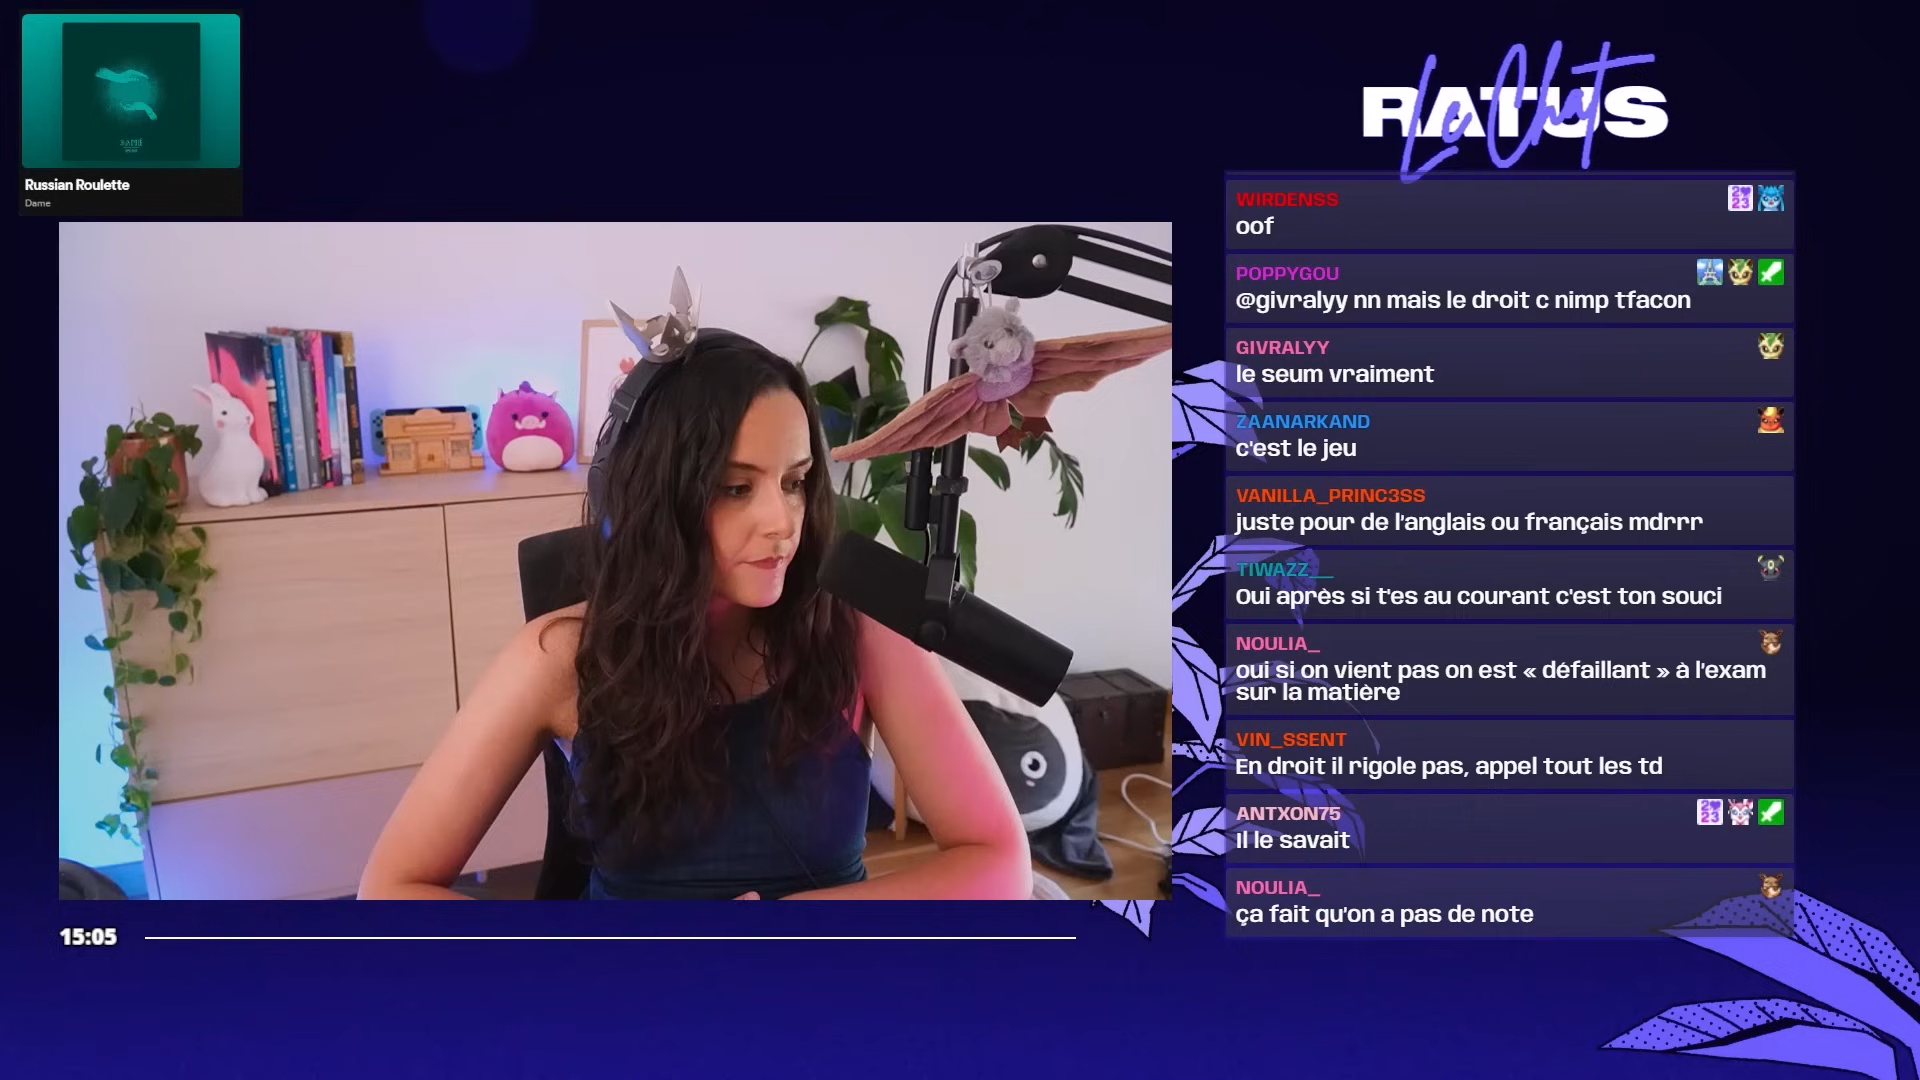 Russian Roulette
Dame
RATUS
Le Chat
WIRDENSS
oof
POPPYGOU
@givralyy nn mais le droit c nimp tfacon
GIVRALYY
le seum vraiment
ZAANARKAND
c'est le jeu
VANILLA_PRINC3SS
juste pour de l'anglais ou français mdrrr
TIWAZZ__
Oui après si t'es au courant c'est ton souci
NOULIA_
oui si on vient pas on est « défaillant » à l'exam
sur la matière
VIN_SSENT
En droit il rigole pas, appel tout les td
ANTXON75
Il le savait
NOULIA_
ça fait qu'on a pas de note
15:05